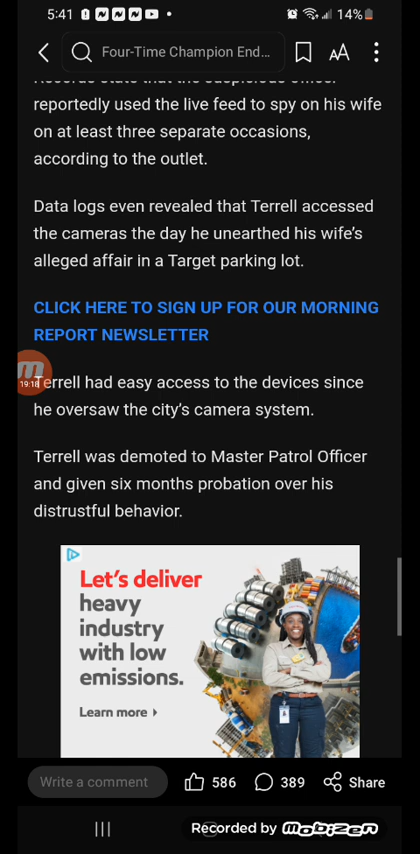 5:41
14%
Four-Time Champion End...
AA
reportedly used the live feed to spy on his wife
on at least three separate occasions,
according to the outlet.
Data logs even revealed that Terrell accessed
the cameras the day he unearthed his wife's
alleged affair in a Target parking lot.
CLICK HERE TO SIGN UP FOR OUR MORNING
REPORT NEWSLETTER
19:18
Terrell had easy access to the devices since
he oversaw the city's camera system.
Terrell was demoted to Master Patrol Officer
and given six months probation over his
distrustful behavior.
Let's deliver
heavy
industry
with low
emissions.
Learn more
Write a comment
586
389
Share
Recorded by mobizen